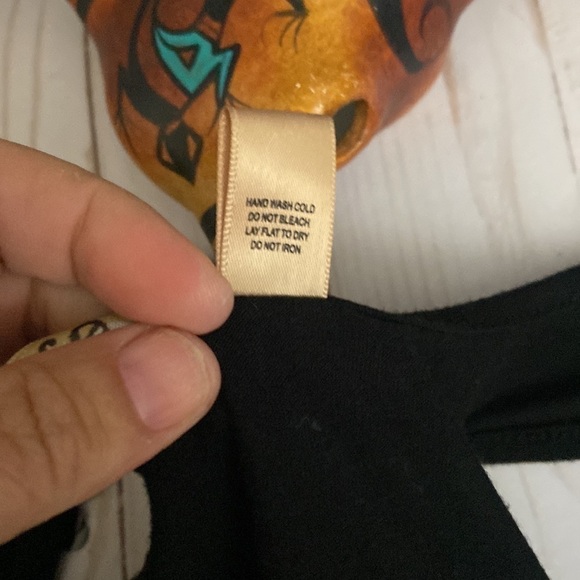 HAND WASH COLD
DO NOT BLEACH
LAY FLAT TO DRY
DO NOT IRON